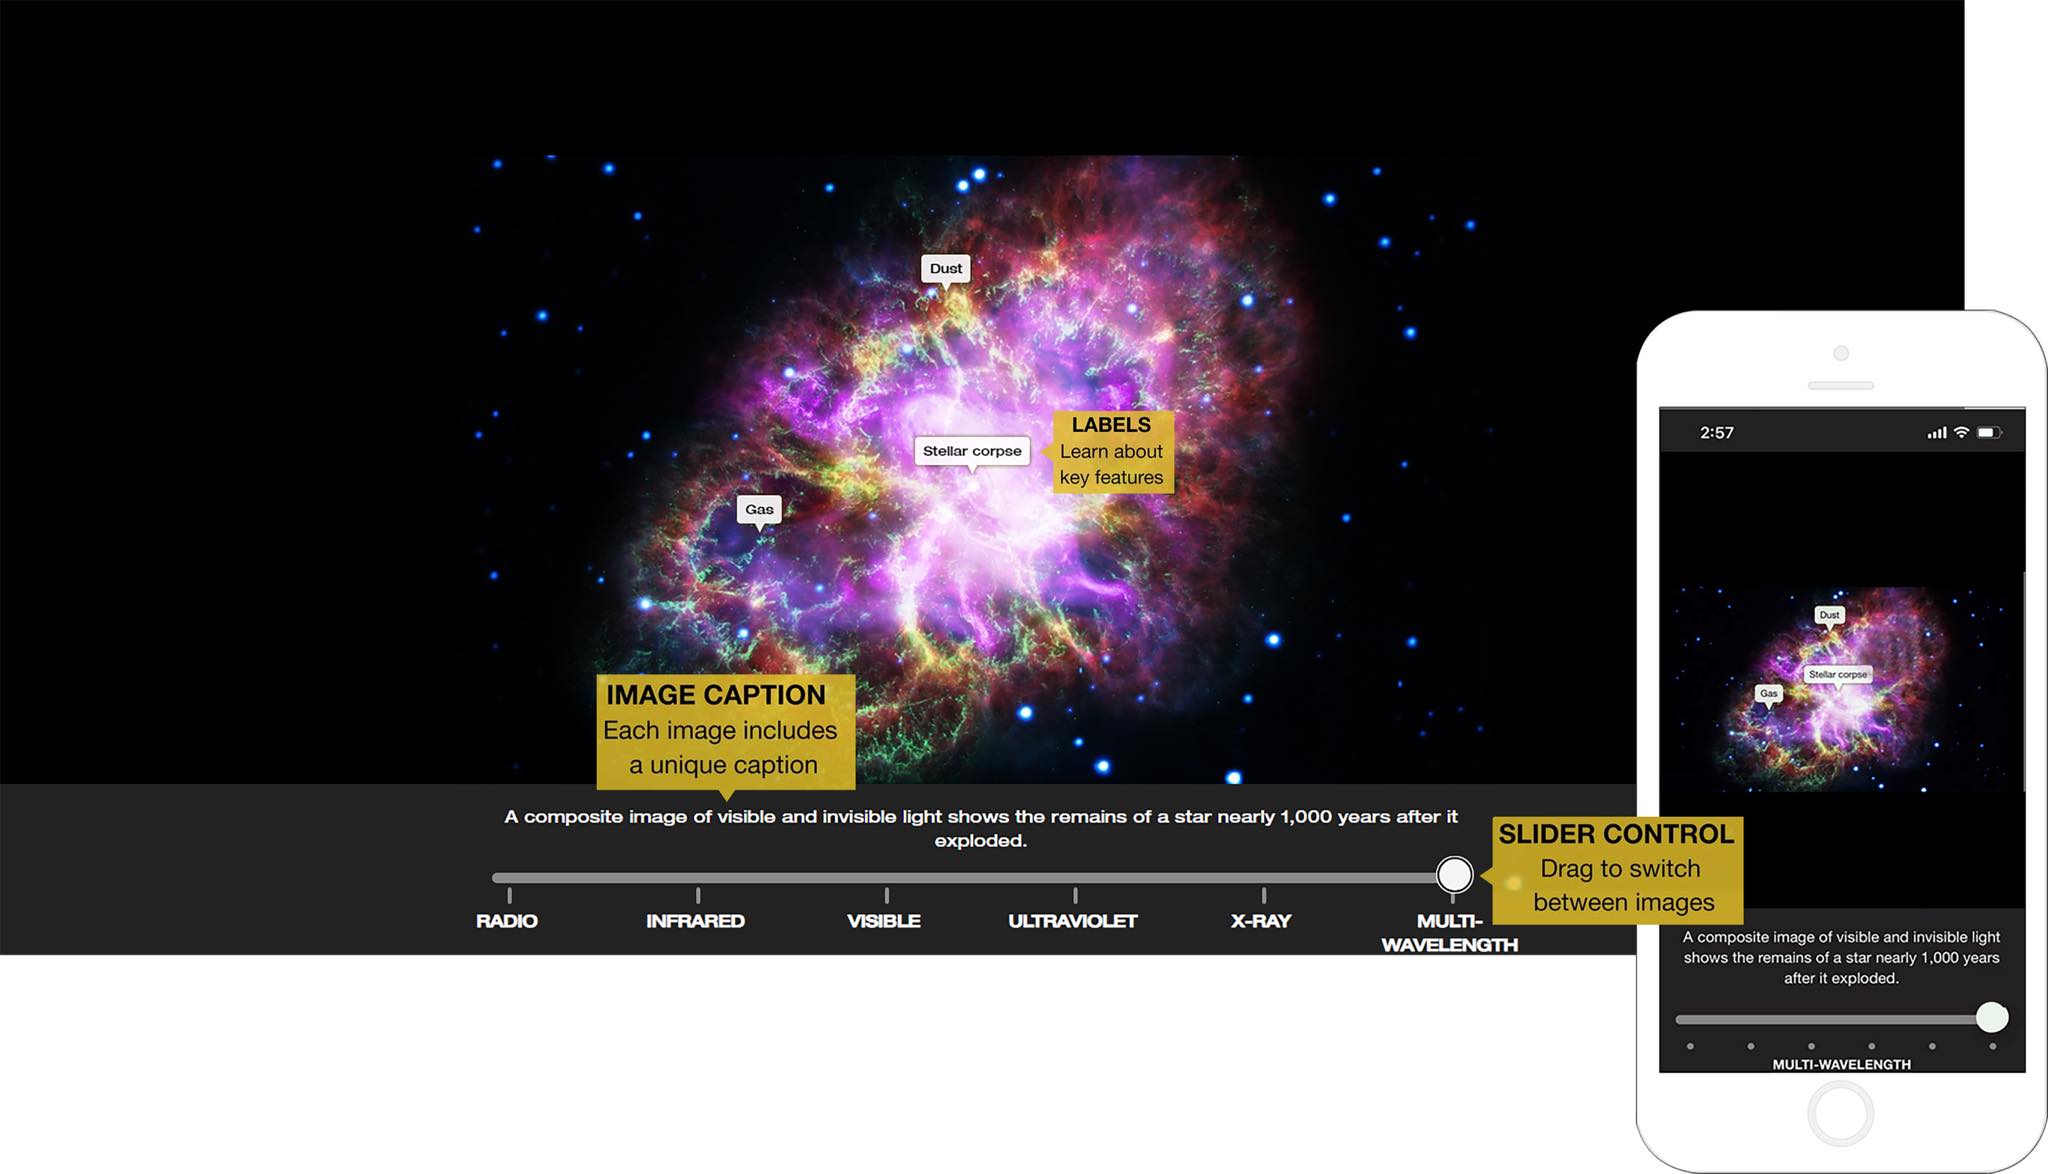 Dust
LABELS
Learn about
key features
Stellar corpse
Gas
IMAGE CAPTION
Each image includes
a unique caption
A composite image of visible and invisible light shows the remains of a star nearly 1,000 years after it
exploded.
SLIDER CONTROL
Drag to switch
between images
RADIO
INFRARED
VISIBLE
ULTRAVIOLET
X-RAY
MULTI-
WAVELENGTH
2:57
Dust
Stellar corpse
Gas
A composite image of visible and invisible light
shows the remains of a star nearly 1,000 years
after it exploded.
MULTI-WAVELENGTH